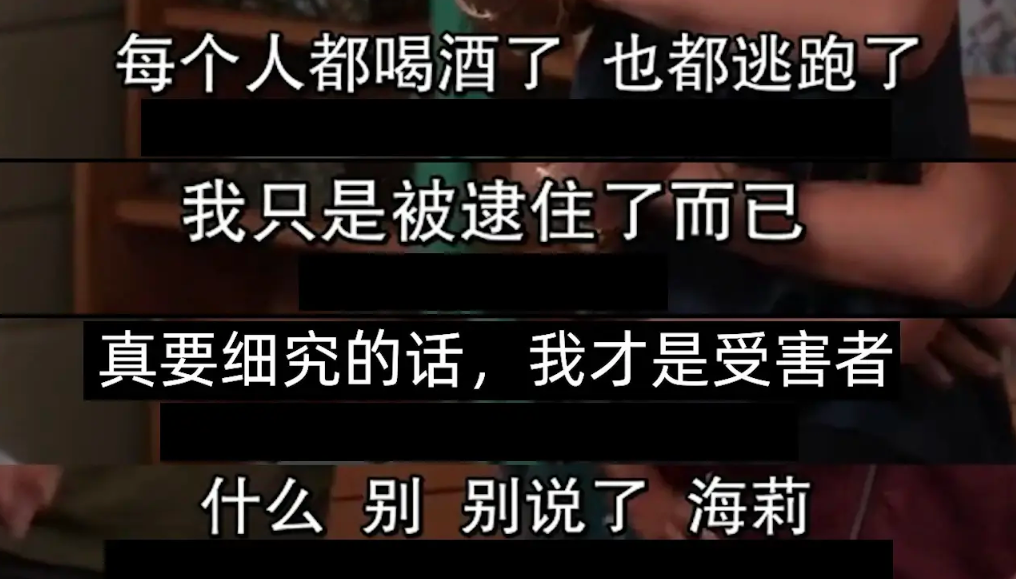 每个人都喝酒了 也都逃跑了
我只是被逮住了而已
真要细究的话，我才是受害者
什么 别 别说了 海莉